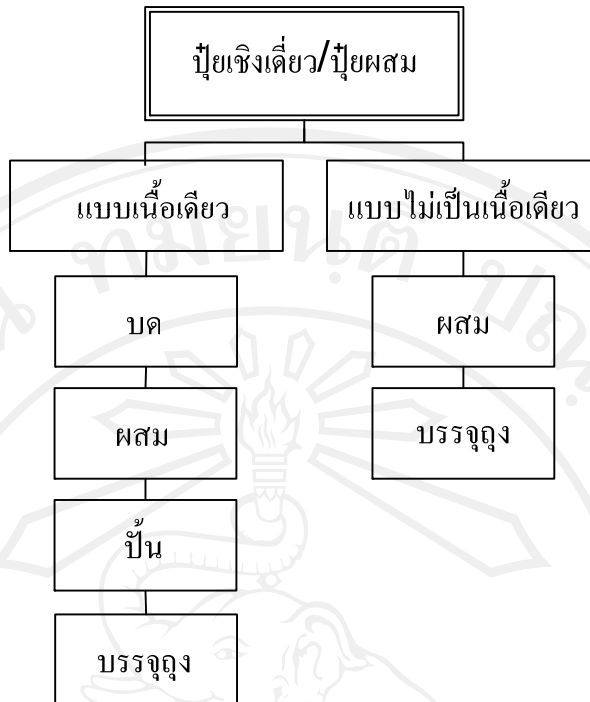 ปุ๋ยเชิงเดี่ยว/ปุ๋ยผสม
แบบเนื้อเดียว
แบบไม่เป็นเนื้อเดียว
บด
ผสม
ผสม
บรรจุถุง
ปั้น
บรรจุถุง